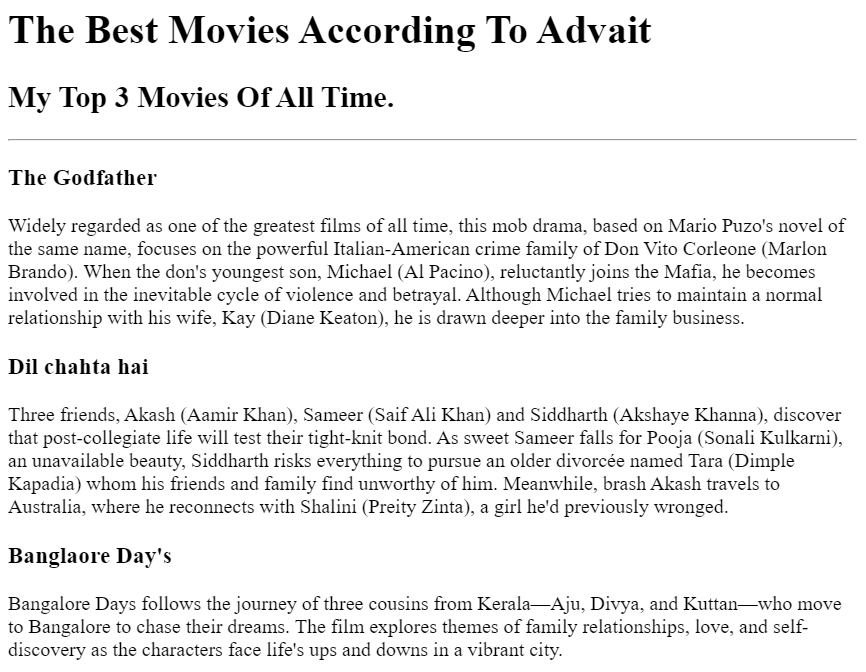 The Best Movies According To Advait
My Top 3 Movies Of All Time.
The Godfather
Widely regarded as one of the greatest films of all time, this mob drama, based on Mario Puzo's novel of
the same name, focuses on the powerful Italian-American crime family of Don Vito Corleone (Marlon
Brando). When the don's youngest son, Michael (Al Pacino), reluctantly joins the Mafia, he becomes
involved in the inevitable cycle of violence and betrayal. Although Michael tries to maintain a normal
relationship with his wife, Kay (Diane Keaton), he is drawn deeper into the family business.
Dil chahta hai
Three friends, Akash (Aamir Khan), Sameer (Saif Ali Khan) and Siddharth (Akshaye Khanna), discover
that post-collegiate life will test their tight-knit bond. As sweet Sameer falls for Pooja (Sonali Kulkarni),
an unavailable beauty, Siddharth risks everything to pursue an older divorcée named Tara (Dimple
Kapadia) whom his friends and family find unworthy of him. Meanwhile, brash Akash travels to
Australia, where he reconnects with Shalini (Preity Zinta), a girl he'd previously wronged.
Banglaore Day's
Bangalore Days follows the journey of three cousins from Kerala—Aju, Divya, and Kuttan—who move
to Bangalore to chase their dreams. The film explores themes of family relationships, love, and self-
discovery as the characters face life's ups and downs in a vibrant city.